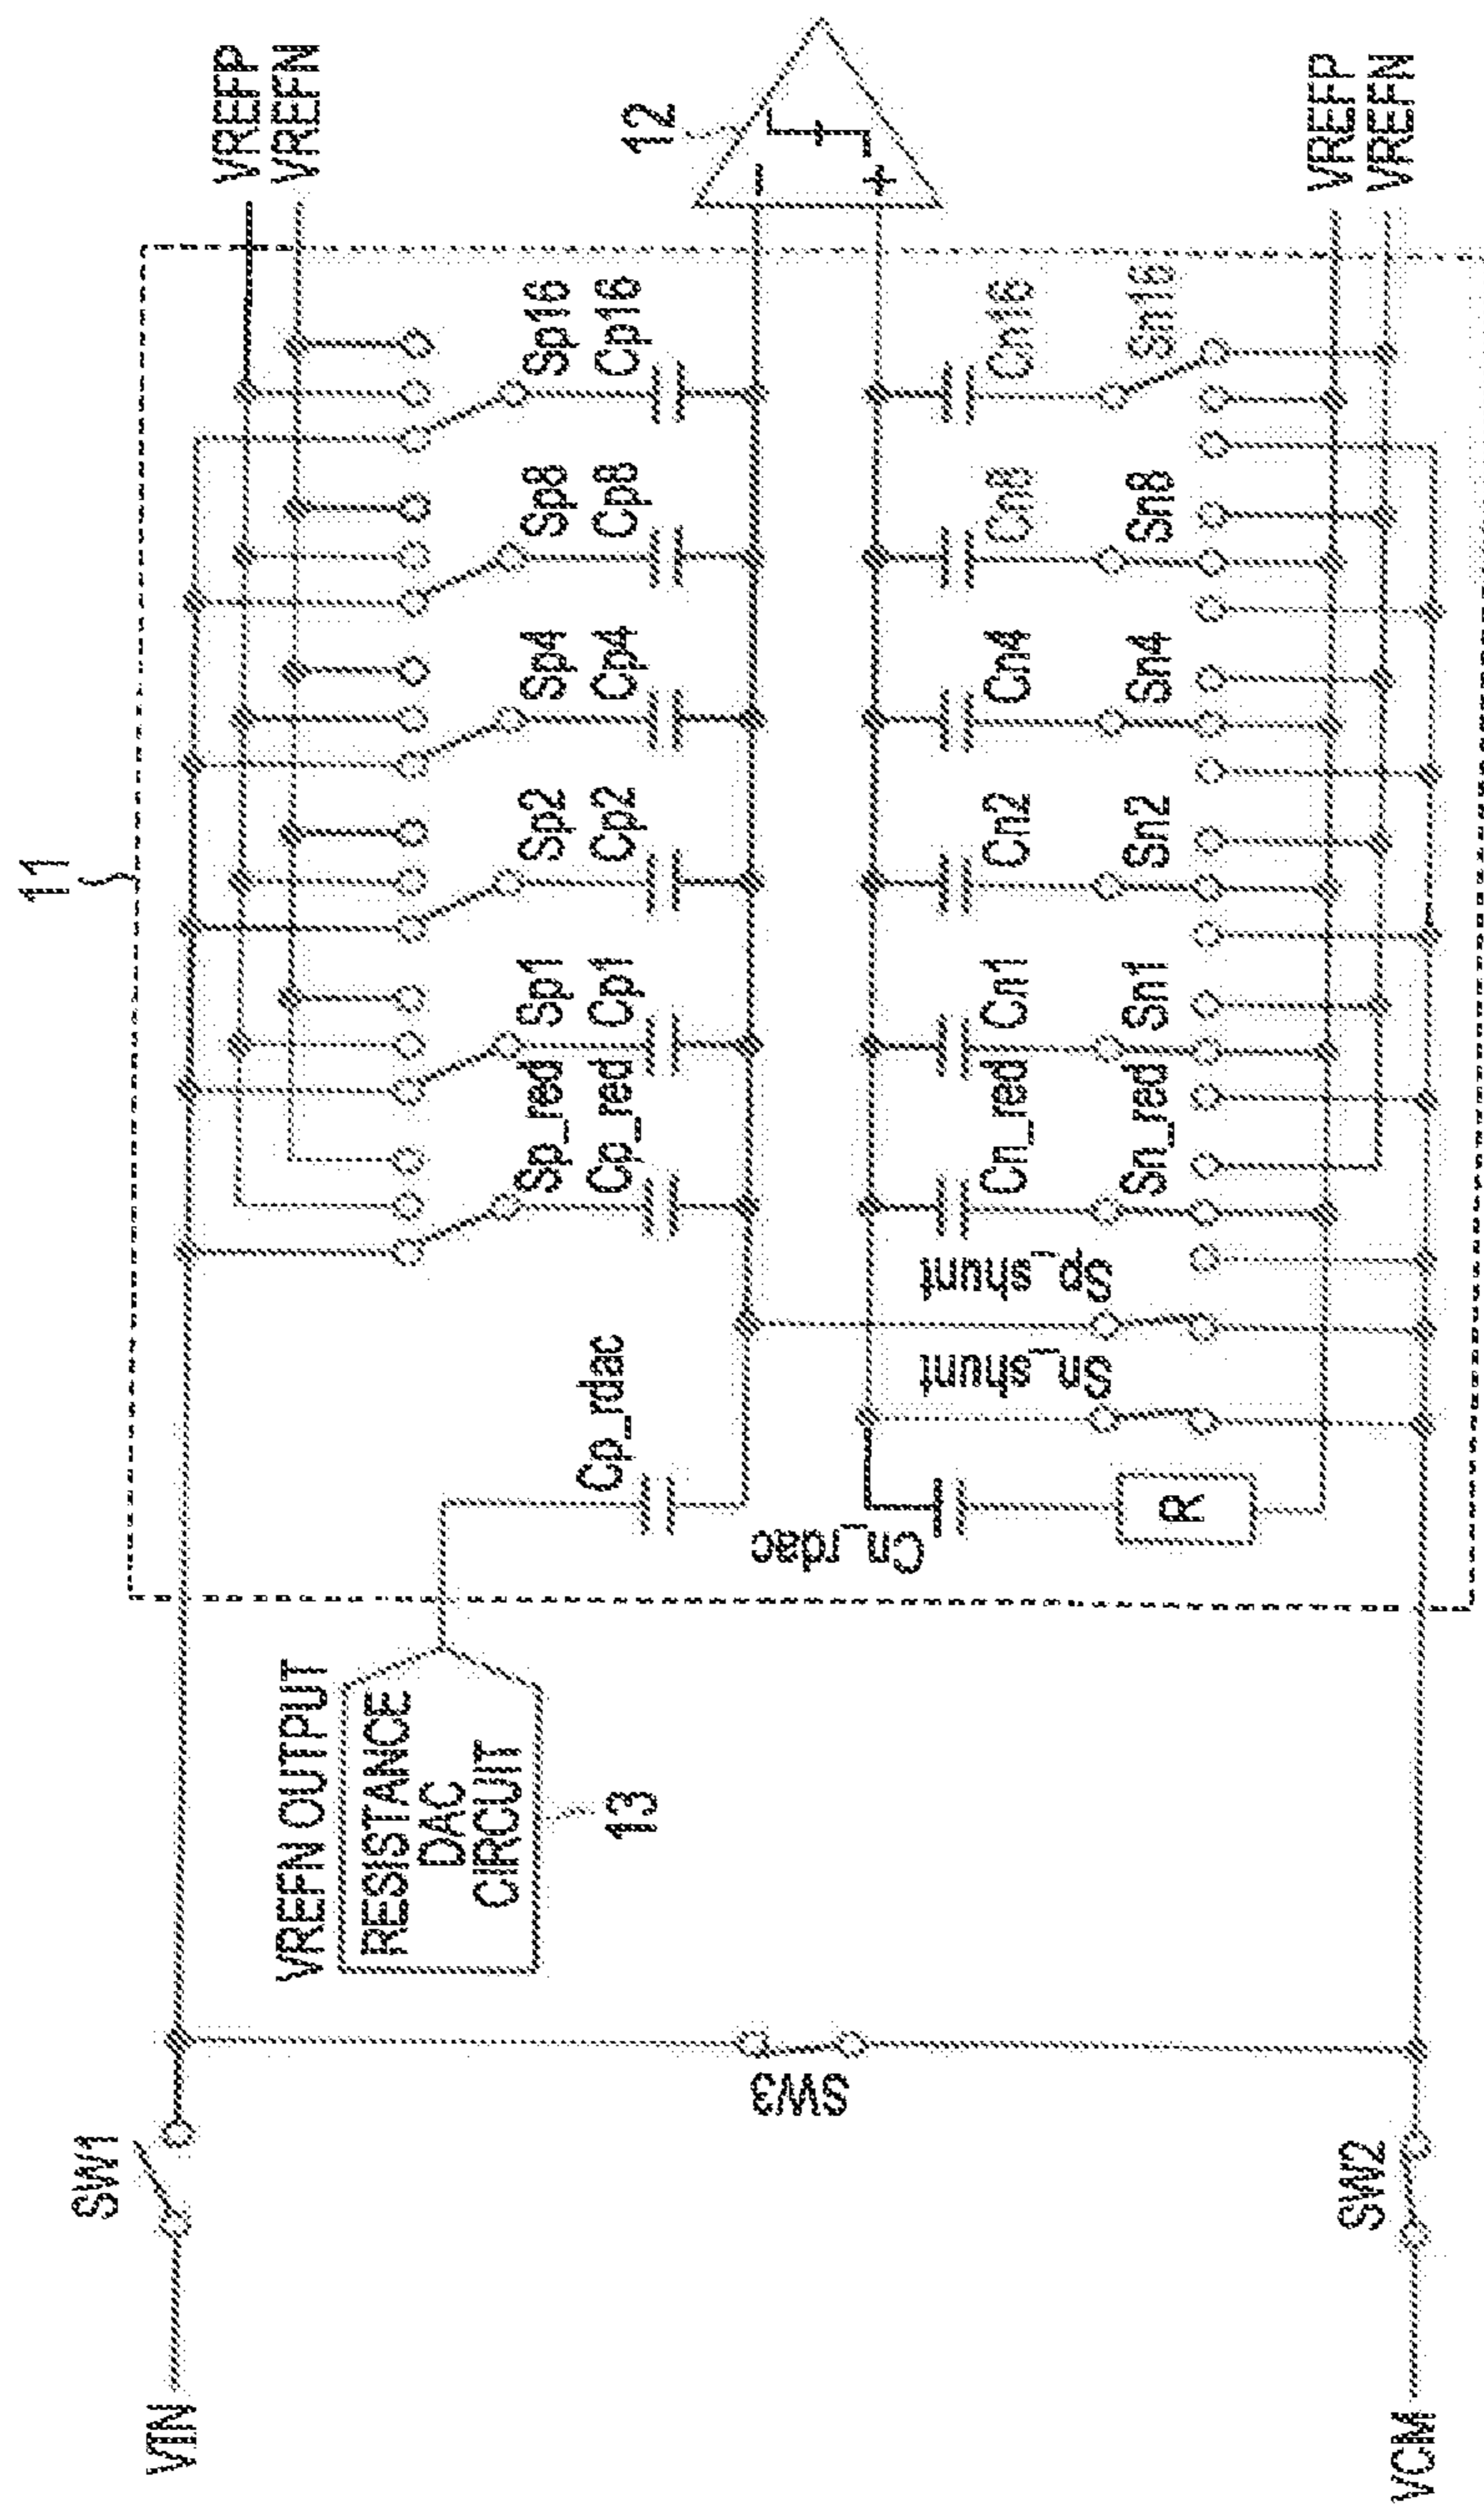 VIN
SW1
VREFN OUTPUT
RESISTANCE
DAC
CIRCUIT
13
11
VREFP
VREFN
Sp_red
Sp1
Sp2
Sp4
Sp8
Sp16
Cp_rdac
Cp_red
Cp1
Cp2
Cp4
Cp8
Cp16
12
−
+
SW3
Cn_rdac
Sn_shunt
Sp_shunt
Cn_red
Cn1
Cn2
Cn4
Cn8
Cn16
R
Sn_red
Sn1
Sn2
Sn4
Sn8
Sn16
VREFP
VREFN
SW2
VCM